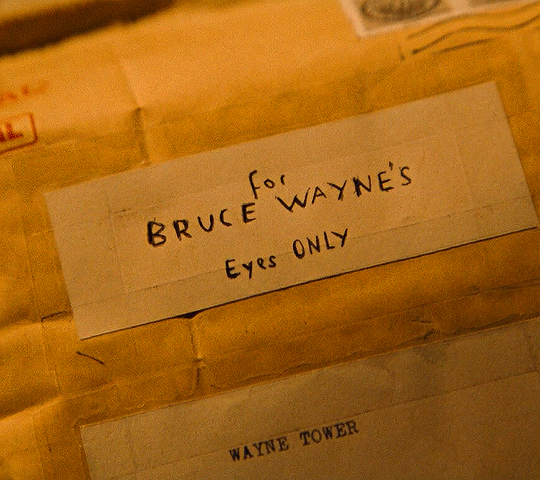 For
BRUCE WAYNE'S
Eyes ONLY
WAYNE TOWER